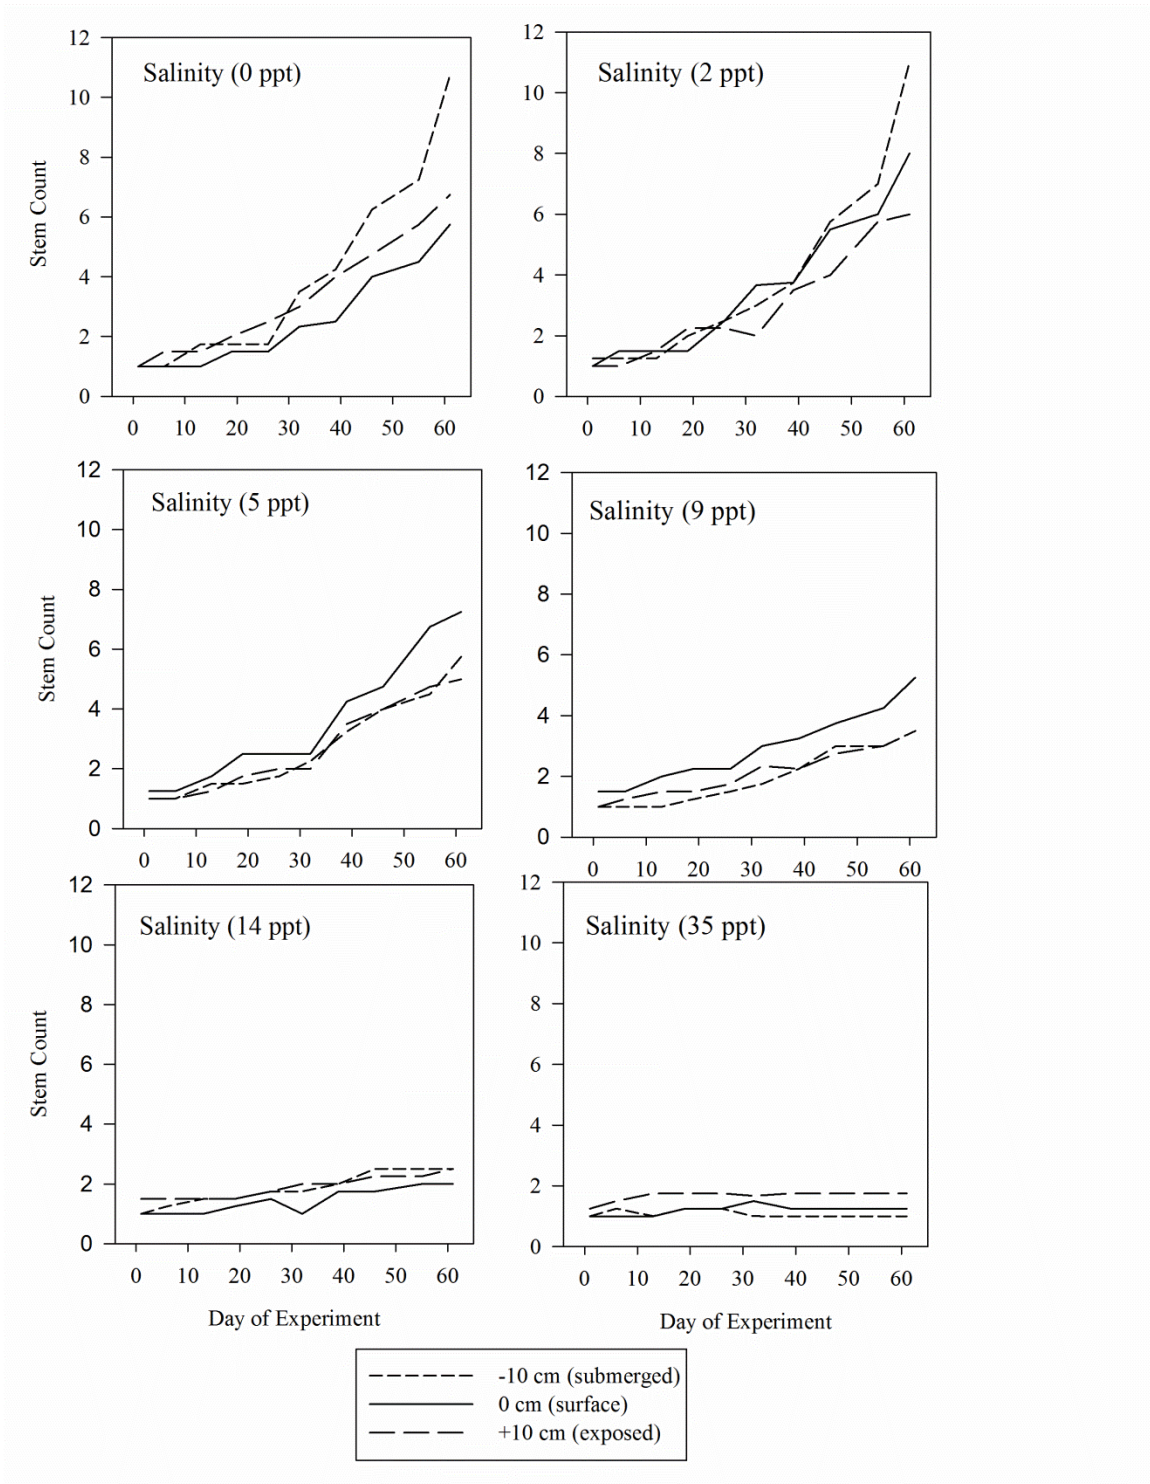 Salinity (0 ppt)
Stem Count
12
10
8
6
4
2
0
0 10 20 30 40 50 60
Salinity (2 ppt)
12
10
8
6
4
2
0
0 10 20 30 40 50 60
Salinity (5 ppt)
Stem Count
12
10
8
6
4
2
0
0 10 20 30 40 50 60
Salinity (9 ppt)
12
10
8
6
4
2
0
0 10 20 30 40 50 60
Salinity (14 ppt)
Stem Count
12
10
8
6
4
2
0
0 10 20 30 40 50 60
Day of Experiment
Salinity (35 ppt)
12
10
8
6
4
2
0
0 10 20 30 40 50 60
Day of Experiment
-10 cm (submerged)
0 cm (surface)
+10 cm (exposed)